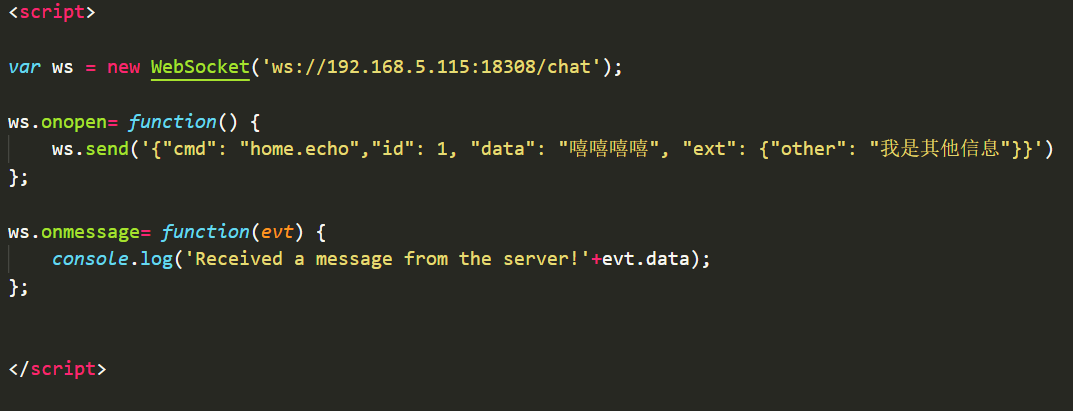 <script>
var ws = new WebSocket('ws://192.168.5.115:18308/chat');
ws.onopen= function() {
ws.send('{"cmd": "home.echo","id": 1, "data": "嘻嘻嘻嘻", "ext": {"other": "我是其他信息"}}')
};
ws.onmessage= function(evt) {
console.log('Received a message from the server!'+evt.data);
};
</script>